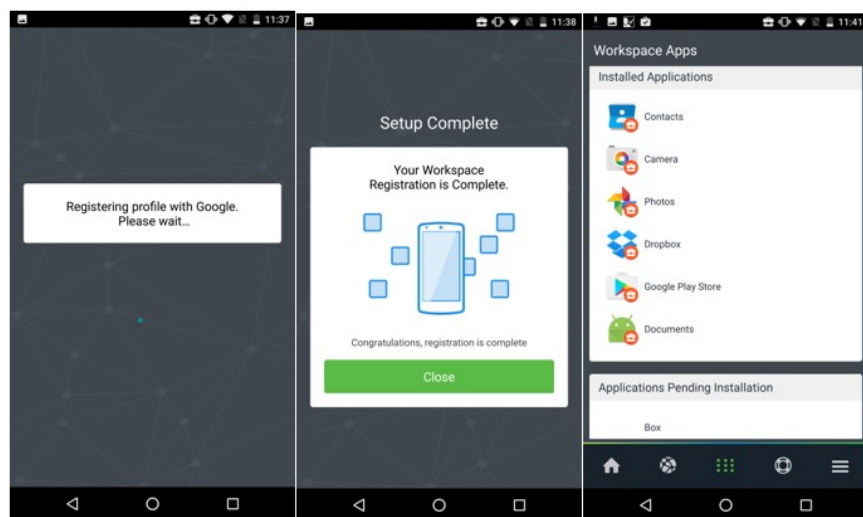 11:37
Registering profile with Google.
Please wait...
11:38
Setup Complete
Your Workspace
Registration is Complete.
Congratulations, registration is complete
Close
11:41
Workspace Apps
Installed Applications
Contacts
Camera
Photos
Dropbox
Google Play Store
Documents
Applications Pending Installation
Box